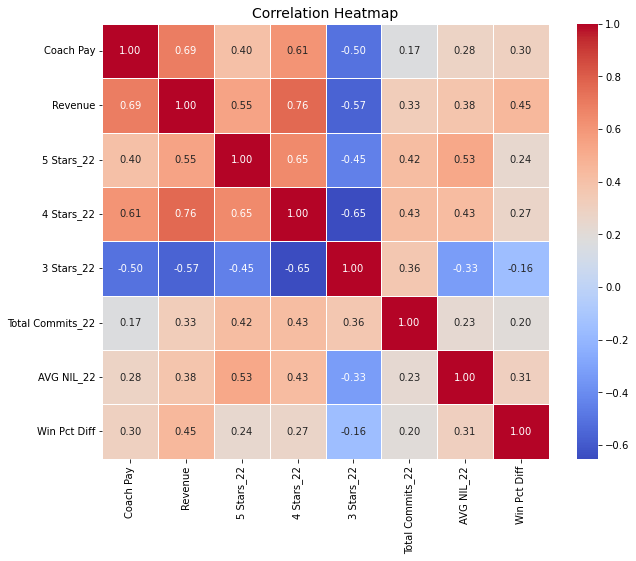 Correlation Heatmap
Coach Pay 1.00 0.69 0.40 0.61 -0.50 0.17 0.28 0.30
Revenue 0.69 1.00 0.55 0.76 -0.57 0.33 0.38 0.45
5 Stars_22 0.40 0.55 1.00 0.65 -0.45 0.42 0.53 0.24
4 Stars_22 0.61 0.76 0.65 1.00 -0.65 0.43 0.43 0.27
3 Stars_22 -0.50 -0.57 -0.45 -0.65 1.00 0.36 -0.33 -0.16
Total Commits_22 0.17 0.33 0.42 0.43 0.36 1.00 0.23 0.20
AVG NIL_22 0.28 0.38 0.53 0.43 -0.33 0.23 1.00 0.31
Win Pct Diff 0.30 0.45 0.24 0.27 -0.16 0.20 0.31 1.00
Coach Pay
Revenue
5 Stars_22
4 Stars_22
3 Stars_22
Total Commits_22
AVG NIL_22
Win Pct Diff
1.0
0.8
0.6
0.4
0.2
0.0
−0.2
−0.4
−0.6